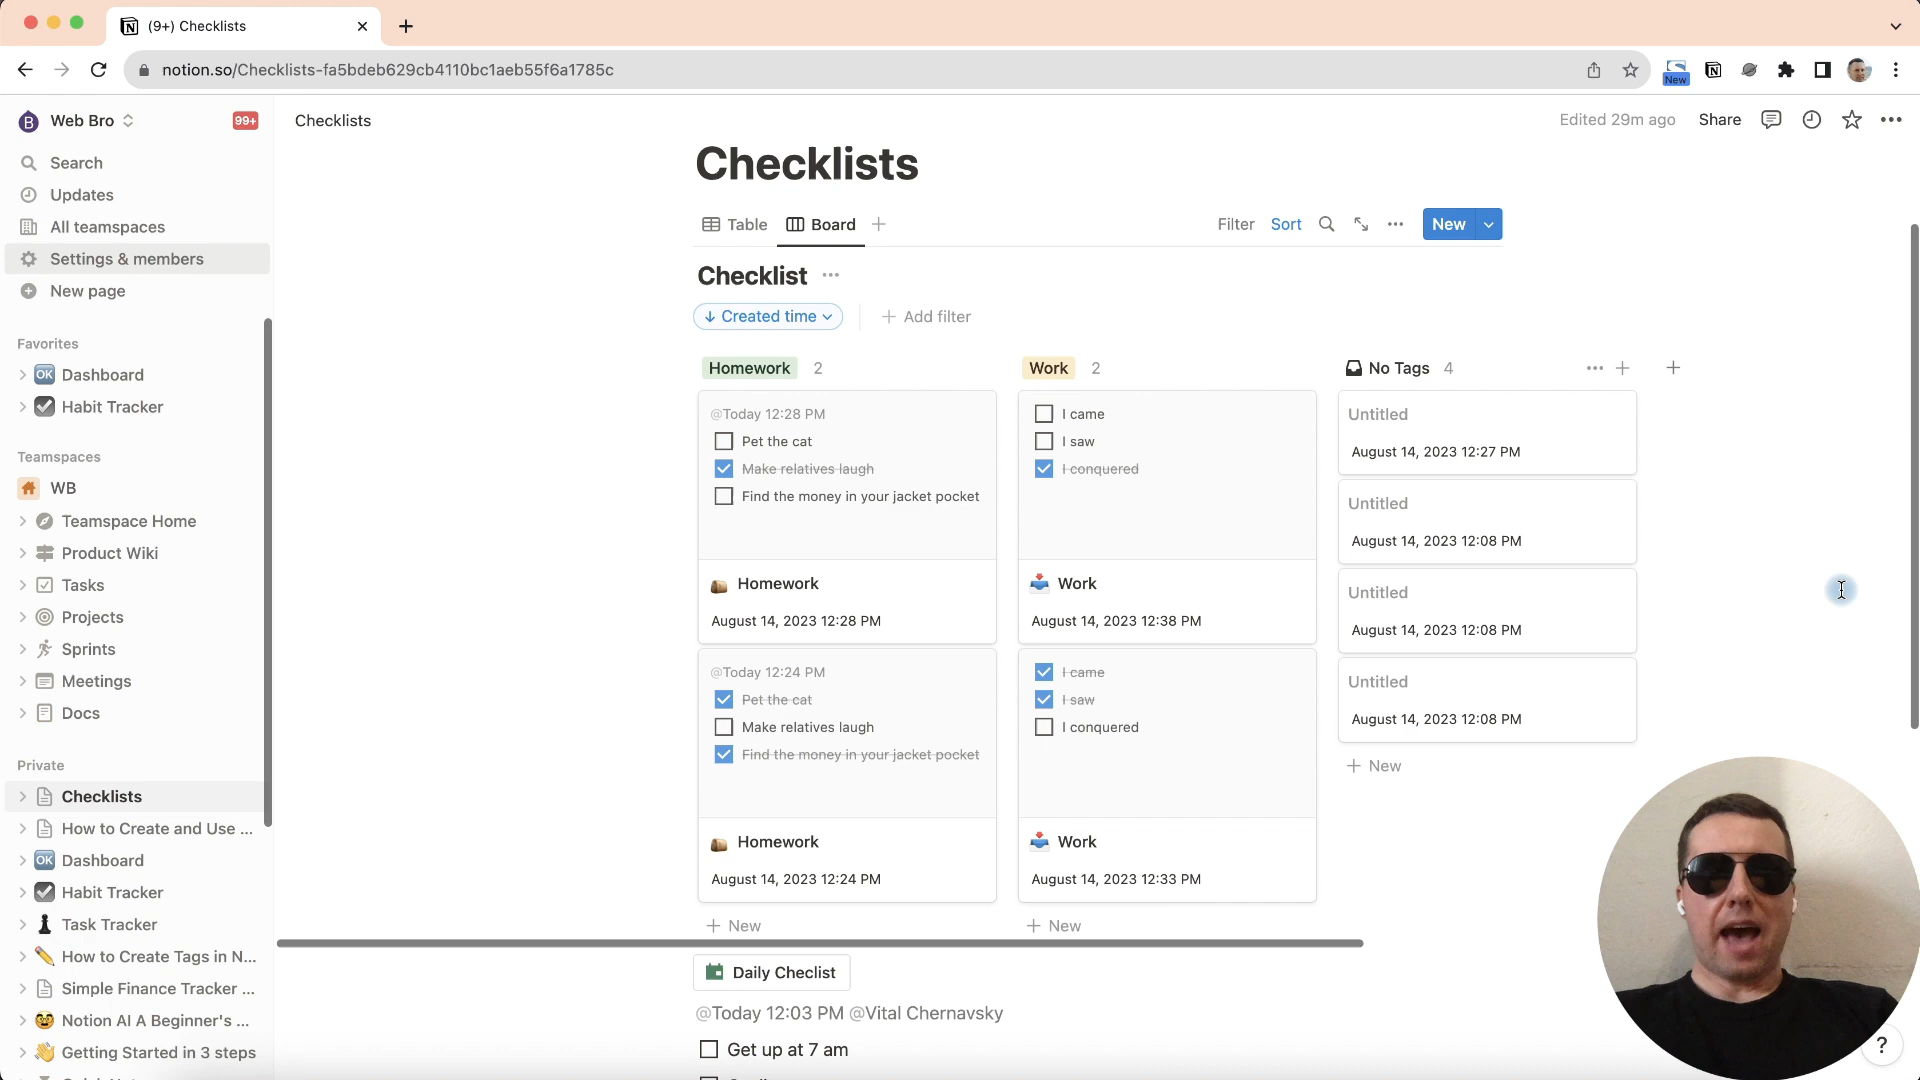 (9+) Checklists
notion.so/Checklists-fa5bdeb629cb4110bc1aeb55f6a1785c
New
B
Web Bro
99+
Checklists
Edited 29m ago
Share
Search
Updates
All teamspaces
Settings & members
New page
Favorites
OK
Dashboard
Habit Tracker
Teamspaces
WB
Teamspace Home
Product Wiki
Tasks
Projects
Sprints
Meetings
Docs
Private
Checklists
How to Create and Use ...
OK
Dashboard
Habit Tracker
Task Tracker
How to Create Tags in N...
Simple Finance Tracker ...
Notion AI A Beginner's ...
Getting Started in 3 steps
Checklists
Table
Board
Filter
Sort
New
Checklist
Created time
Add filter
Homework 2
@Today 12:28 PM
Pet the cat
Make relatives laugh
Find the money in your jacket pocket
Homework
August 14, 2023 12:28 PM
@Today 12:24 PM
Pet the cat
Make relatives laugh
Find the money in your jacket pocket
Homework
August 14, 2023 12:24 PM
New
Work 2
I came
I saw
I conquered
Work
August 14, 2023 12:38 PM
I came
I saw
I conquered
Work
August 14, 2023 12:33 PM
New
No Tags 4
Untitled
August 14, 2023 12:27 PM
Untitled
August 14, 2023 12:08 PM
Untitled
August 14, 2023 12:08 PM
Untitled
August 14, 2023 12:08 PM
New
Daily Checlist
@Today 12:03 PM @Vital Chernavsky
Get up at 7 am
?